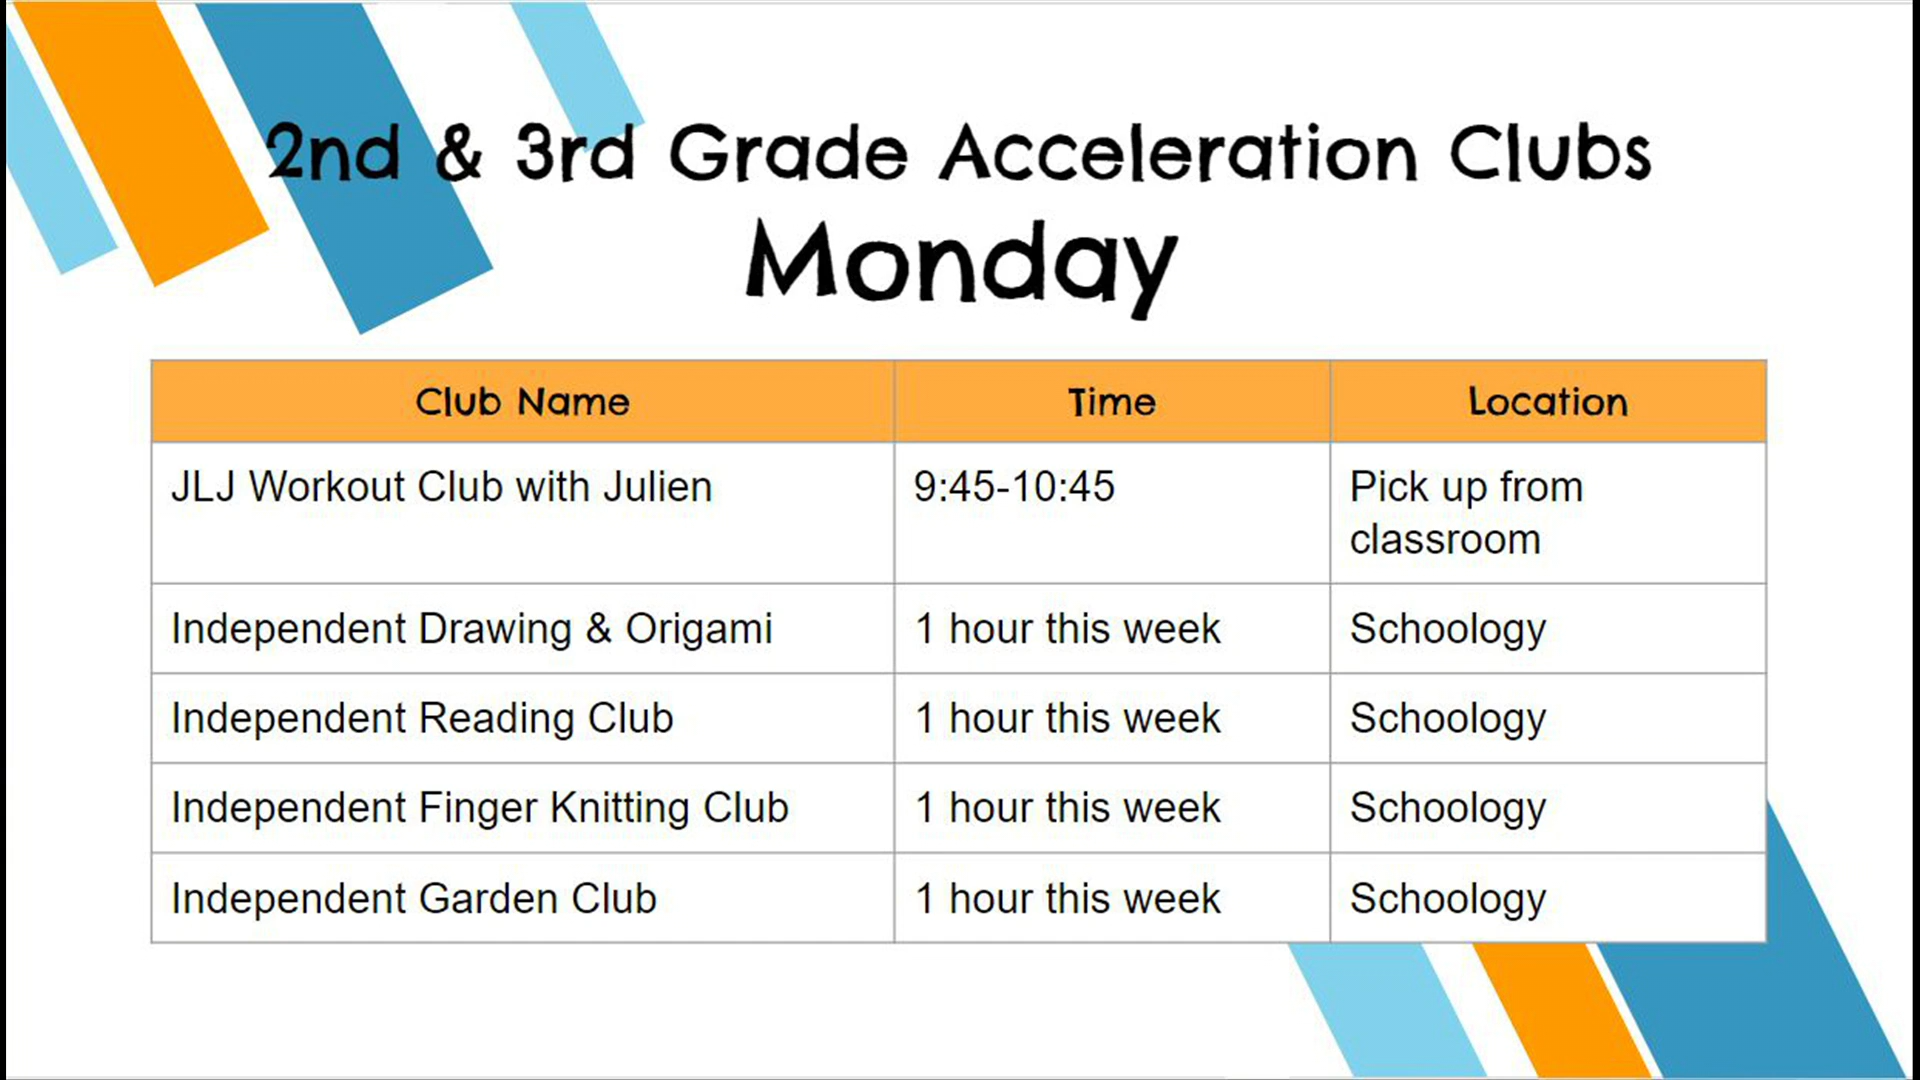 2nd & 3rd Grade Acceleration Clubs
Monday
Club Name Time Location
JLJ Workout Club with Julien 9:45-10:45 Pick up from
classroom
Independent Drawing & Origami 1 hour this week Schoology
Independent Reading Club 1 hour this week Schoology
Independent Finger Knitting Club 1 hour this week Schoology
Independent Garden Club 1 hour this week Schoology